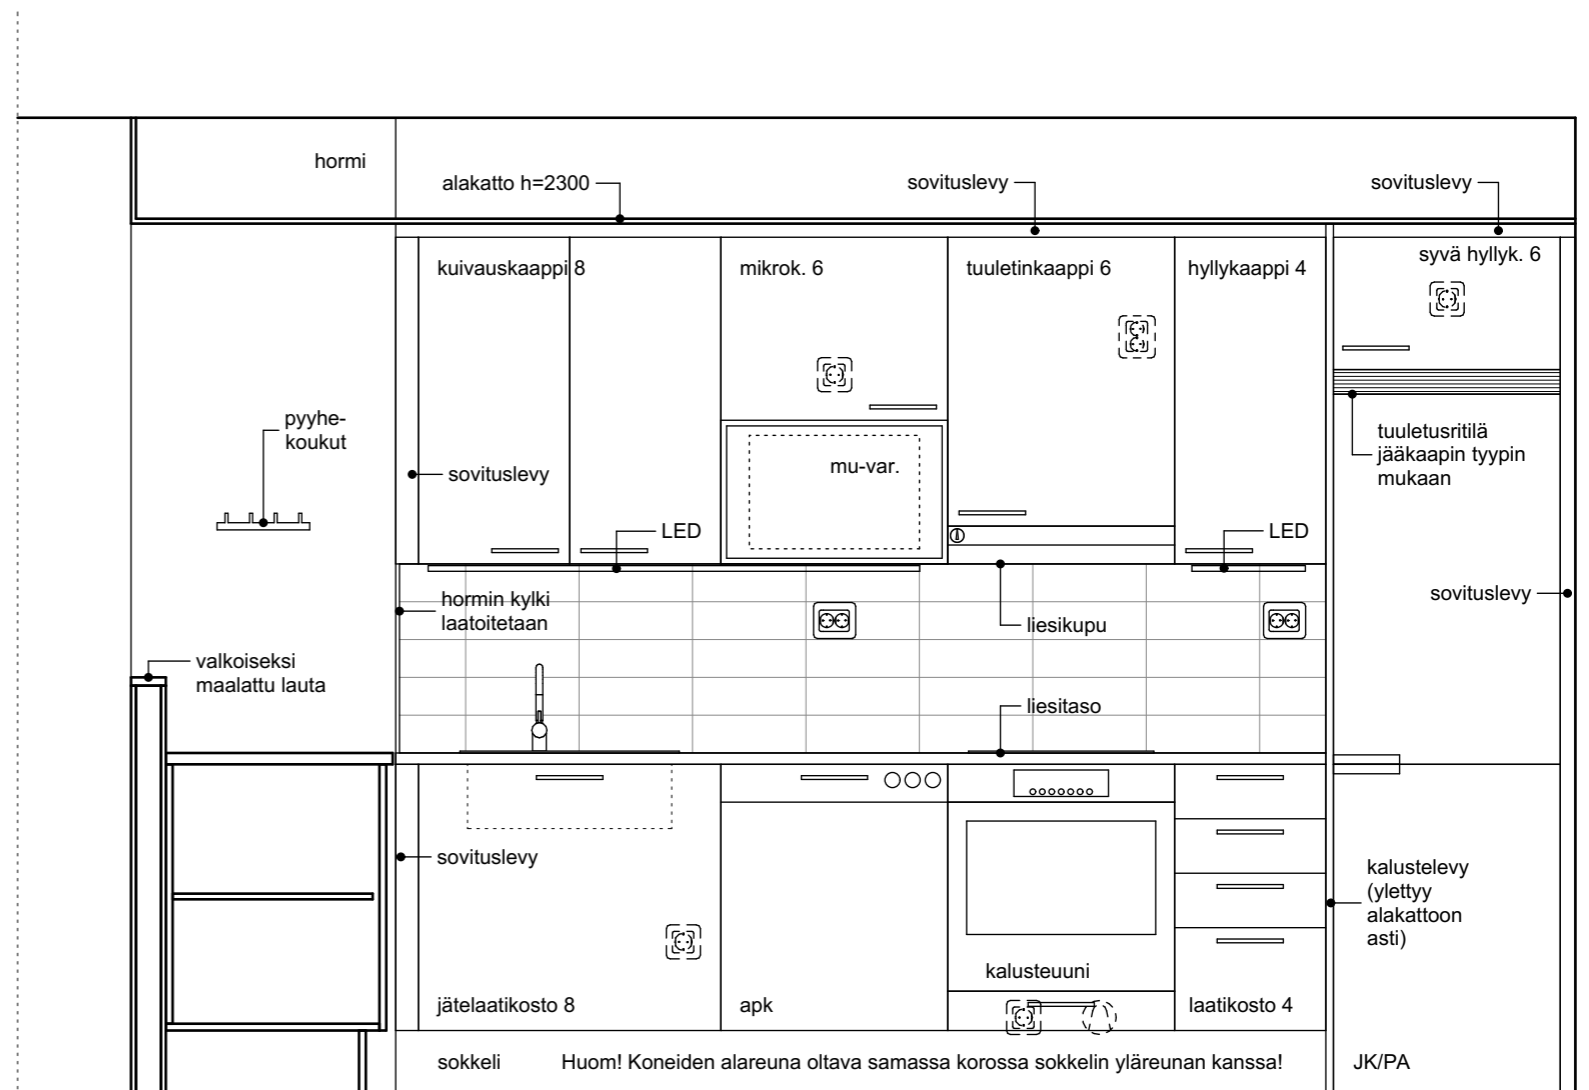 hormi
alakatto h=2300
sovituslevy
sovituslevy
kuivauskaappi 8
mikrok. 6
tuuletinkaappi 6
hyllykaappi 4
syvä hyllyk. 6
pyyhe-
koukut
sovituslevy
mu-var.
tuuletusritilä
jääkaapin tyypin
mukaan
LED
LED
hormin kylki
laatoitetaan
liesikupu
sovituslevy
valkoiseksi
maalattu lauta
liesitaso
sovituslevy
kalustelevy
(ylettyy
alakattoon
asti)
jätelaatikosto 8
apk
kalusteuuni
laatikosto 4
sokkeli
Huom! Koneiden alareuna oltava samassa korossa sokkelin yläreunan kanssa!
JK/PA